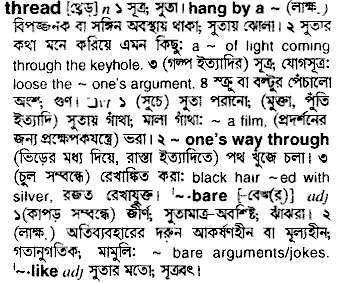 thread [থ্রেড্] n ১ সূত্র; সুতা। hang by a ~ (লাক্ষ.)
বিপজ্জনক বা সঙ্গিন অবস্থায় থাকা; সুতায় ঝোলা। ২ সুতার
কথা মনে করিয়ে দেয় এমন কিছু: a ~ of light coming
through the keyhole. ৩ (গল্প ইত্যাদির) সূত্র; যোগসূত্র:
loose the ~ one's argument. ৪ স্ক্রু বা বল্টুর পেঁচালো
অংশ; গুণ। ১ (সুচে) সুতা পরানো; (মুক্তা, পুঁতি
ইত্যাদি) সুতায় গাঁথা; মালা গাঁথা: ~ a film, (প্রদর্শনের
জন্য প্রক্ষেপকযন্ত্রে) ভরা। ২ ~ one's way through
(ভিড়ের মধ্য দিয়ে, রাস্তা ইত্যাদিতে) পথ খুঁজে চলা। ৩
(চুল সম্বন্ধে) রেখাঙ্কিত করা: black hair ~ed with
silver, রজত রেখাযুক্ত। '~-bare [-বেঅ(র্)] adj
১(কাপড় সম্বন্ধে) জীর্ণ; সুতামাত্র-অবশিষ্ট; ঝাঁঝরা। ২
(লাক্ষ.) অতিব্যবহারের দরুন আকর্ষণহীন বা মূল্যহীন;
গতানুগতিক; মামুলি: ~ bare arguments/jokes.
'~-like adj সুতার মতো; সূত্রবৎ।